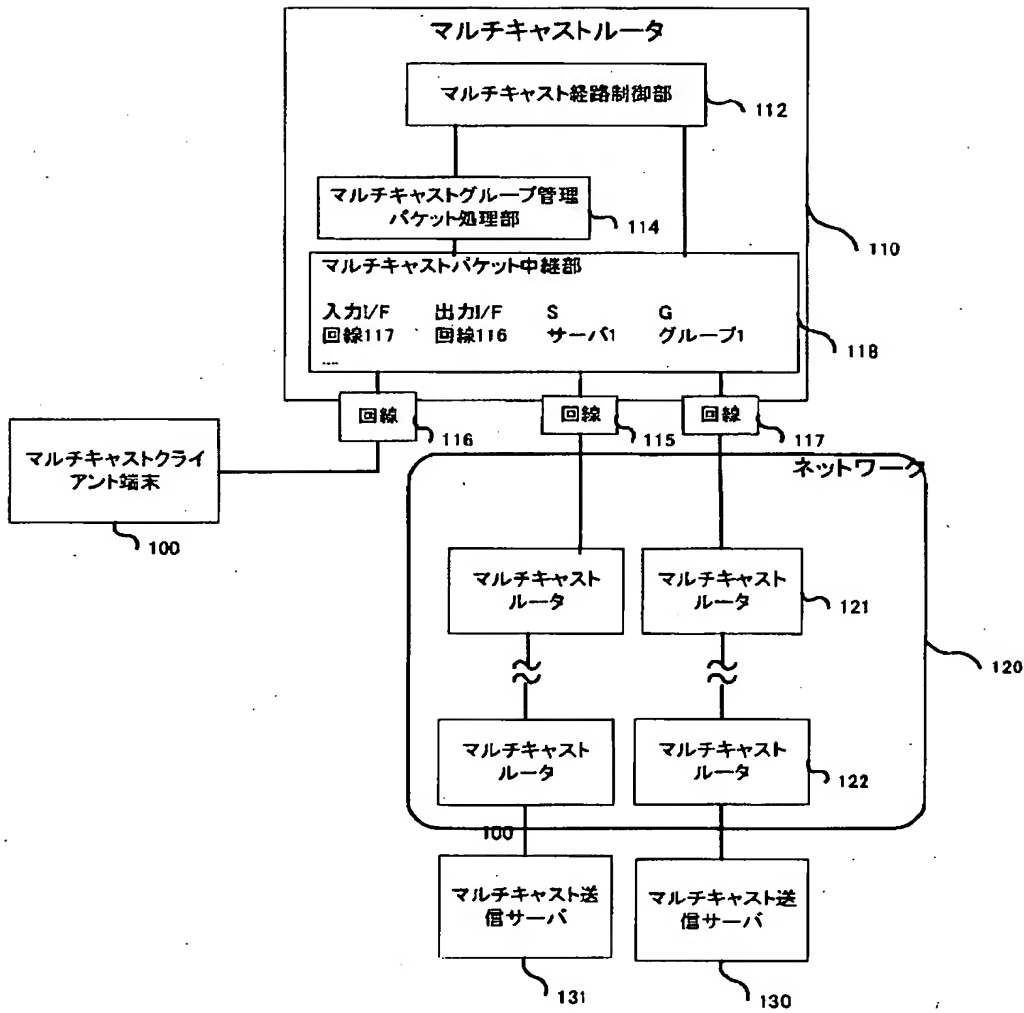 マルチキャストルータ
マルチキャスト経路制御部
112
マルチキャストグループ管理
パケット処理部
114
110
マルチキャストパケット中継部
入力I/F 出力I/F S G
回線117 回線116 サーバ1 グループ1
....
118
回線
116
回線
115
回線
117
マルチキャストクライ
アント端末
100
ネットワーク
マルチキャスト
ルータ
マルチキャスト
ルータ
121
120
マルチキャスト
ルータ
マルチキャスト
ルータ
122
100
マルチキャスト送
信サーバ
131
マルチキャスト送
信サーバ
130